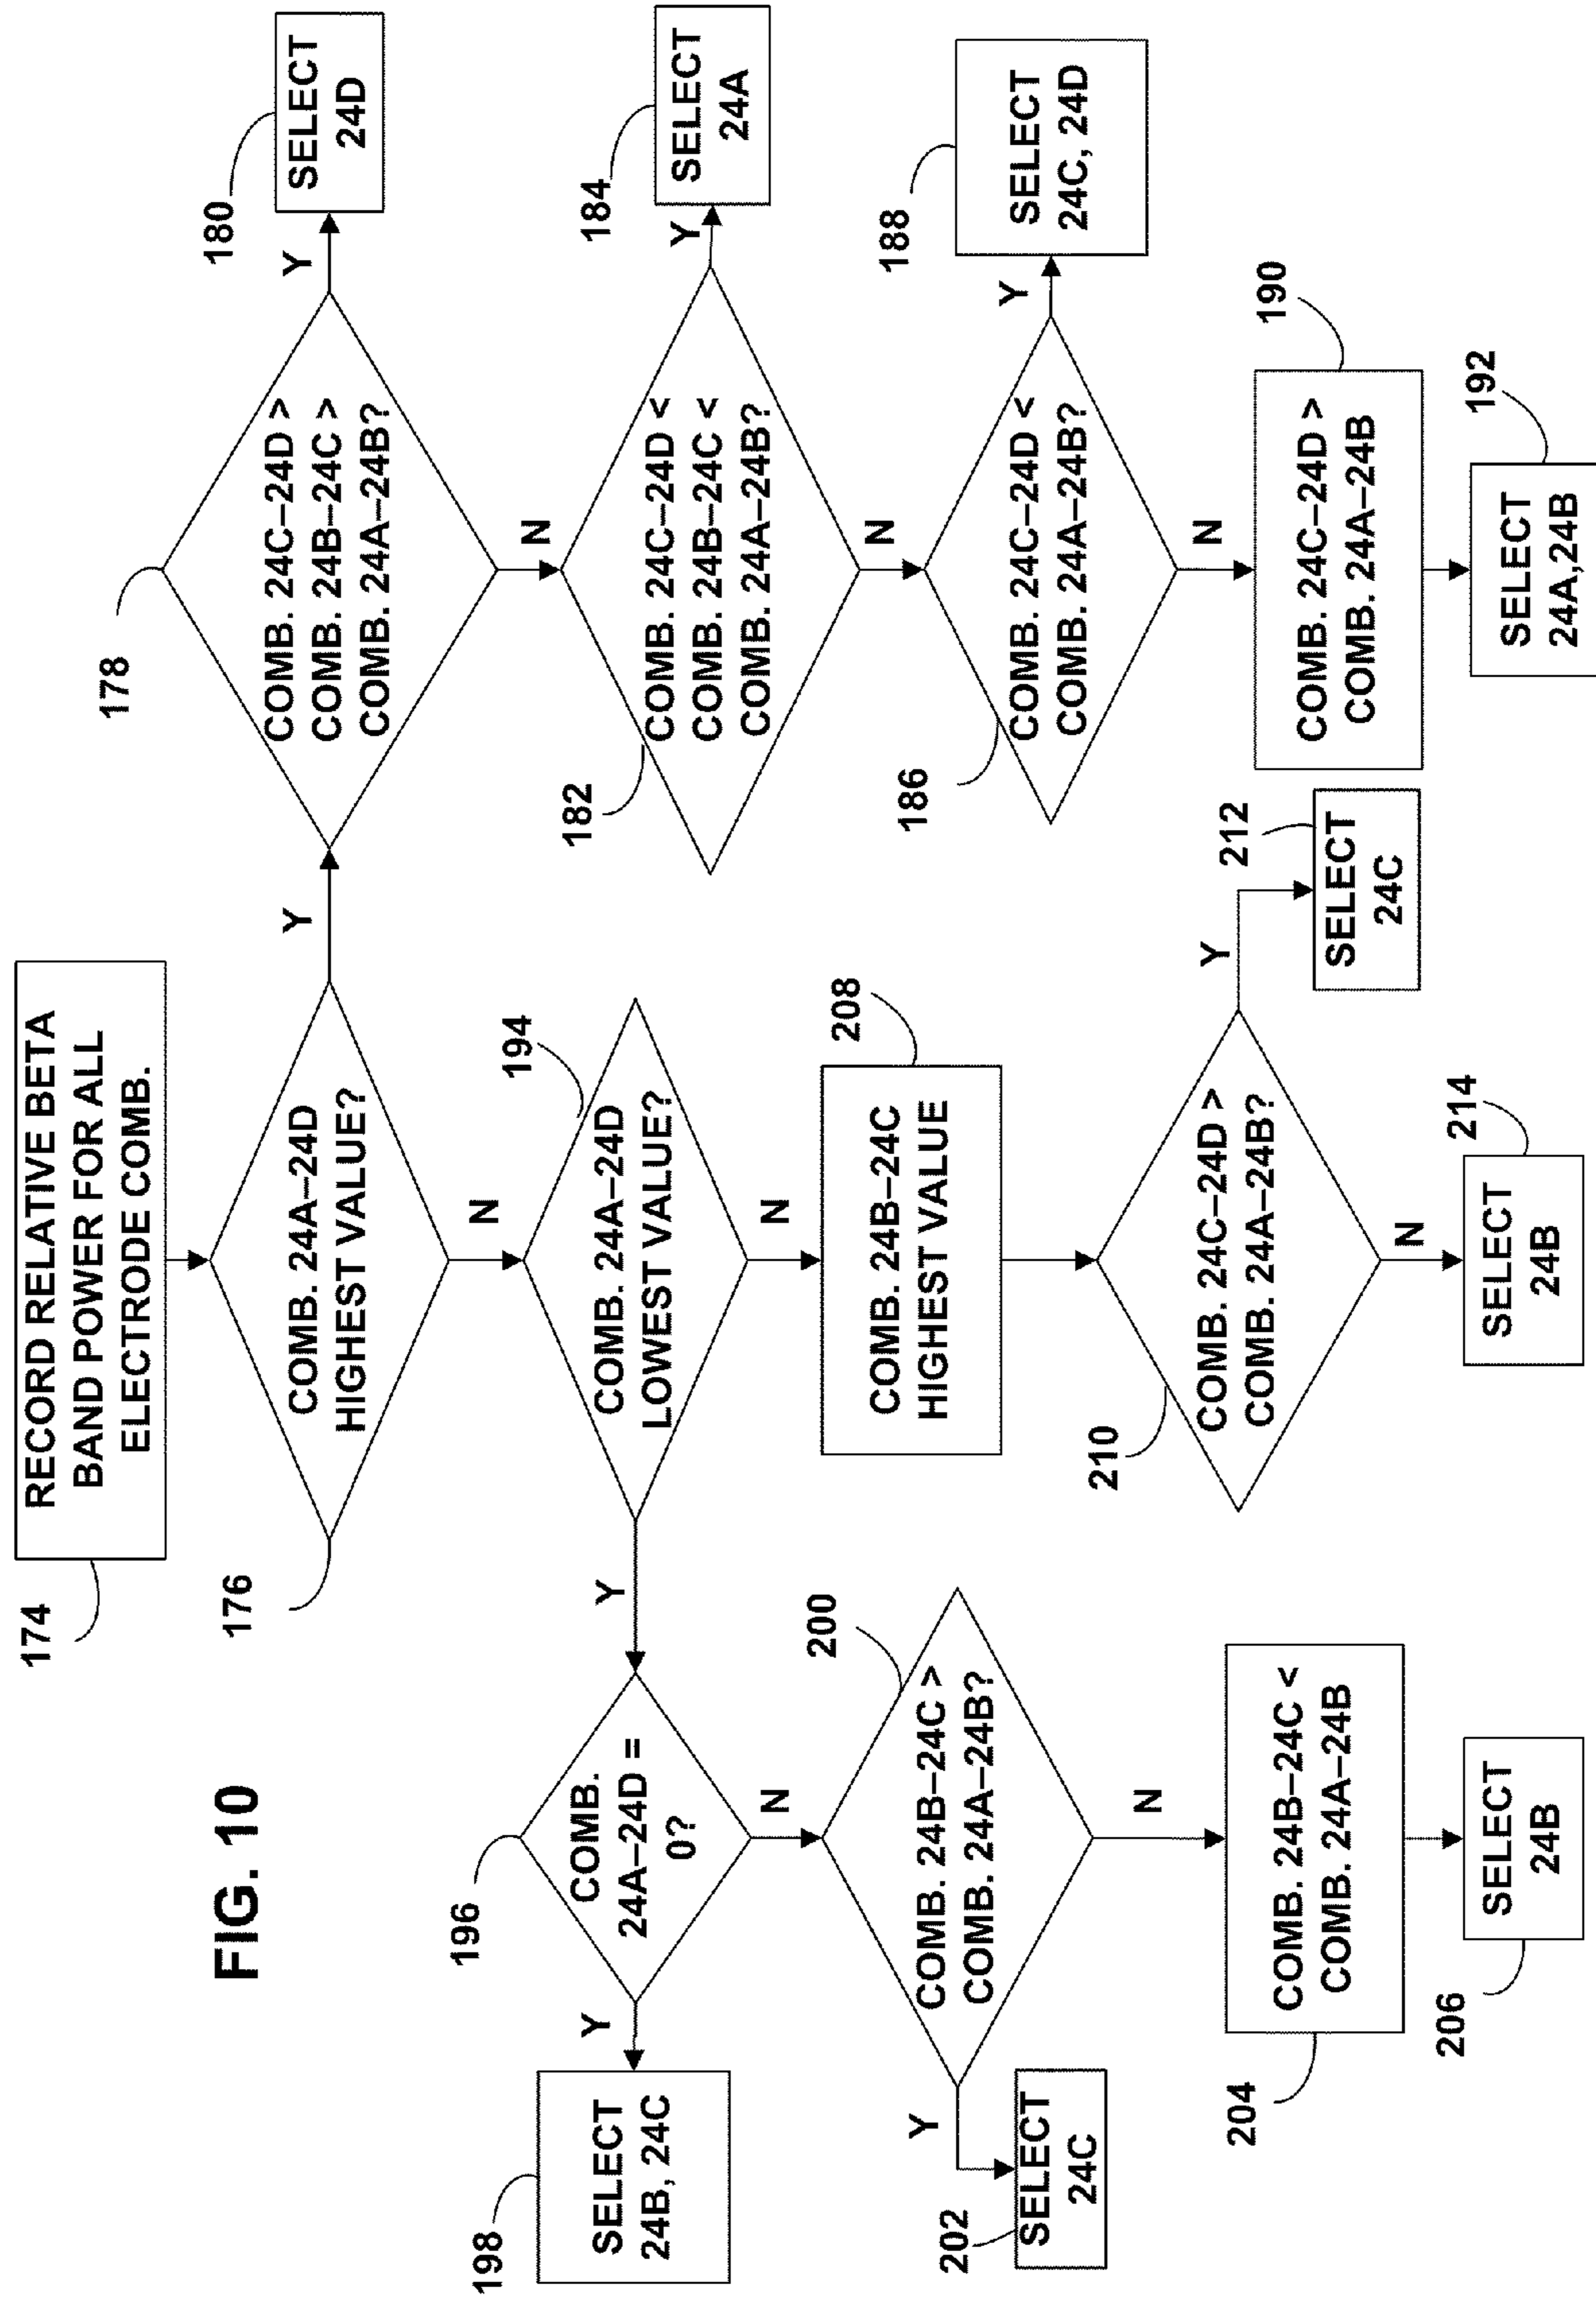 FIG. 10
174
RECORD RELATIVE BETA
BAND POWER FOR ALL
ELECTRODE COMB.
176
COMB. 24A–24D
HIGHEST VALUE?
Y
N
178
COMB. 24C–24D >
COMB. 24B–24C >
COMB. 24A–24B?
Y
N
180
SELECT
24D
182
COMB. 24C–24D <
COMB. 24B–24C <
COMB. 24A–24B?
Y
N
184
SELECT
24A
186
COMB. 24C–24D <
COMB. 24A–24B?
Y
N
188
SELECT
24C, 24D
190
COMB. 24C–24D >
COMB. 24A–24B
192
SELECT
24A,24B
194
COMB. 24A–24D
LOWEST VALUE?
Y
N
196
COMB.
24A–24D =
0?
Y
N
198
SELECT
24B, 24C
200
COMB. 24B–24C >
COMB. 24A–24B?
Y
N
202
SELECT
24C
204
COMB. 24B–24C <
COMB. 24A–24B
206
SELECT
24B
208
COMB. 24B–24C
HIGHEST VALUE
210
COMB. 24C–24D >
COMB. 24A–24B?
Y
N
212
SELECT
24C
214
SELECT
24B